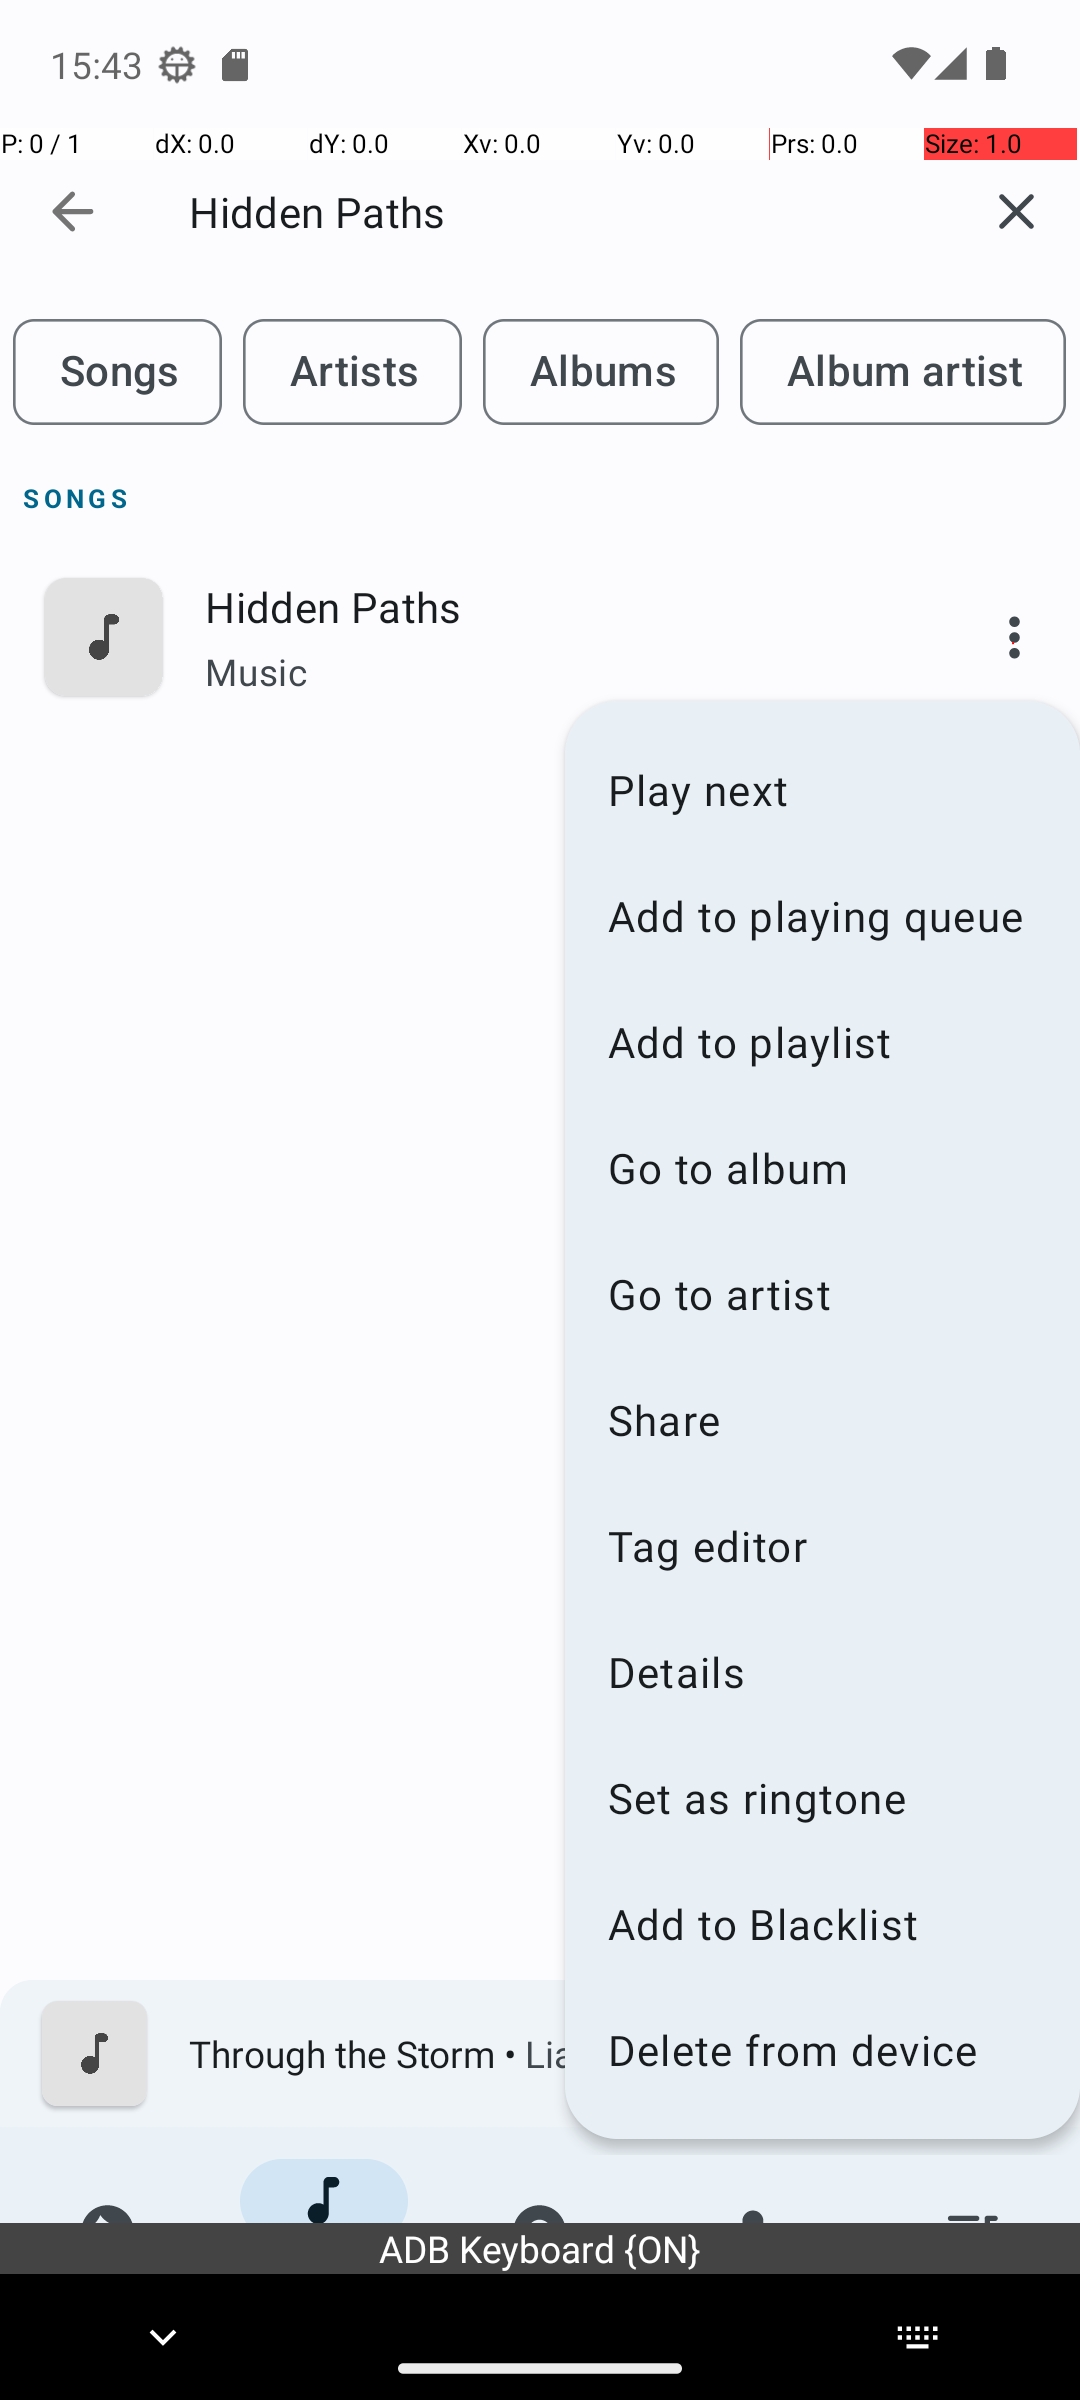 15:43
P: 0 / 1 dX: 0.0 dY: 0.0 Xv: 0.0 Yv: 0.0 Prs: 0.0 Size: 1.0
Hidden Paths
Songs Artists Albums Album artist
SONGS
Hidden Paths
Music
Play next
Add to playing queue
Add to playlist
Go to album
Go to artist
Share
Tag editor
Details
Set as ringtone
Add to Blacklist
Through the Storm • Lia
Delete from device
ADB Keyboard {ON}